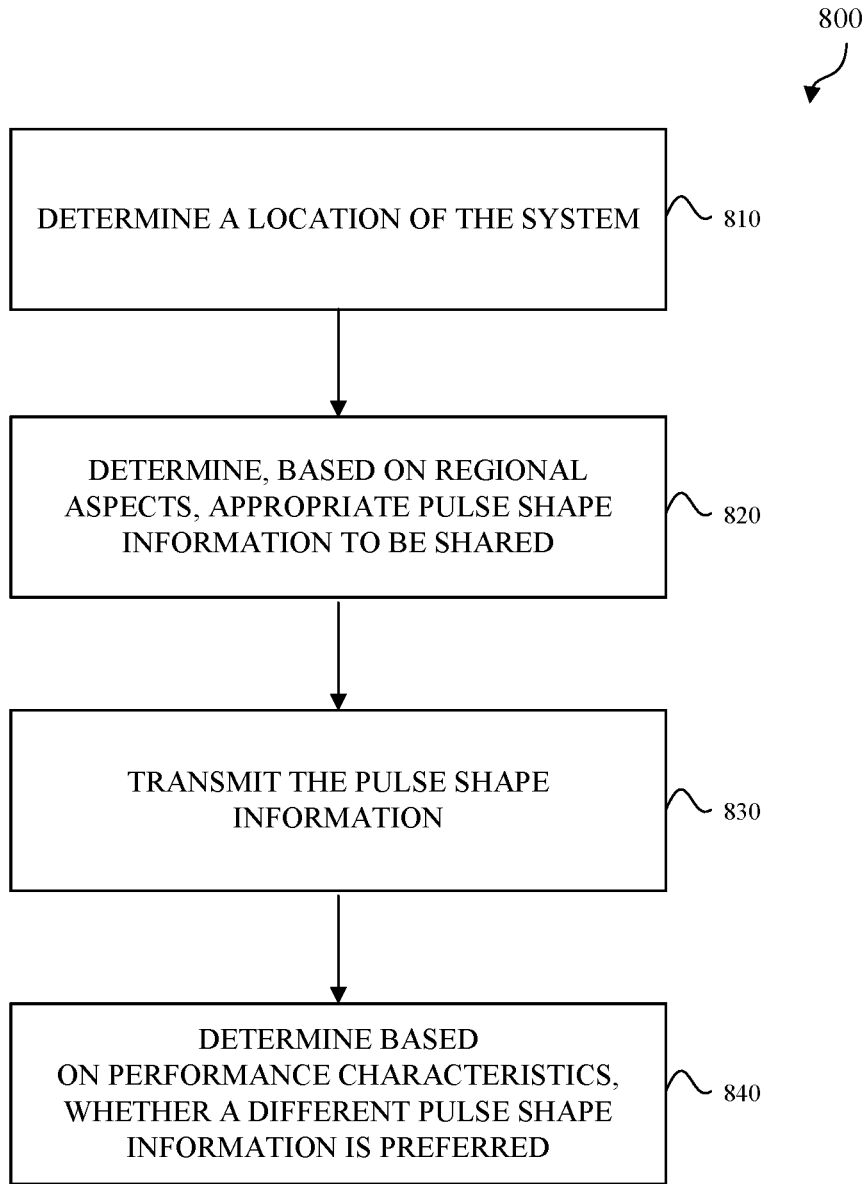 800
DETERMINE A LOCATION OF THE SYSTEM
810
DETERMINE, BASED ON REGIONAL
ASPECTS, APPROPRIATE PULSE SHAPE
INFORMATION TO BE SHARED
820
TRANSMIT THE PULSE SHAPE
INFORMATION
830
DETERMINE BASED
ON PERFORMANCE CHARACTERISTICS,
WHETHER A DIFFERENT PULSE SHAPE
INFORMATION IS PREFERRED
840